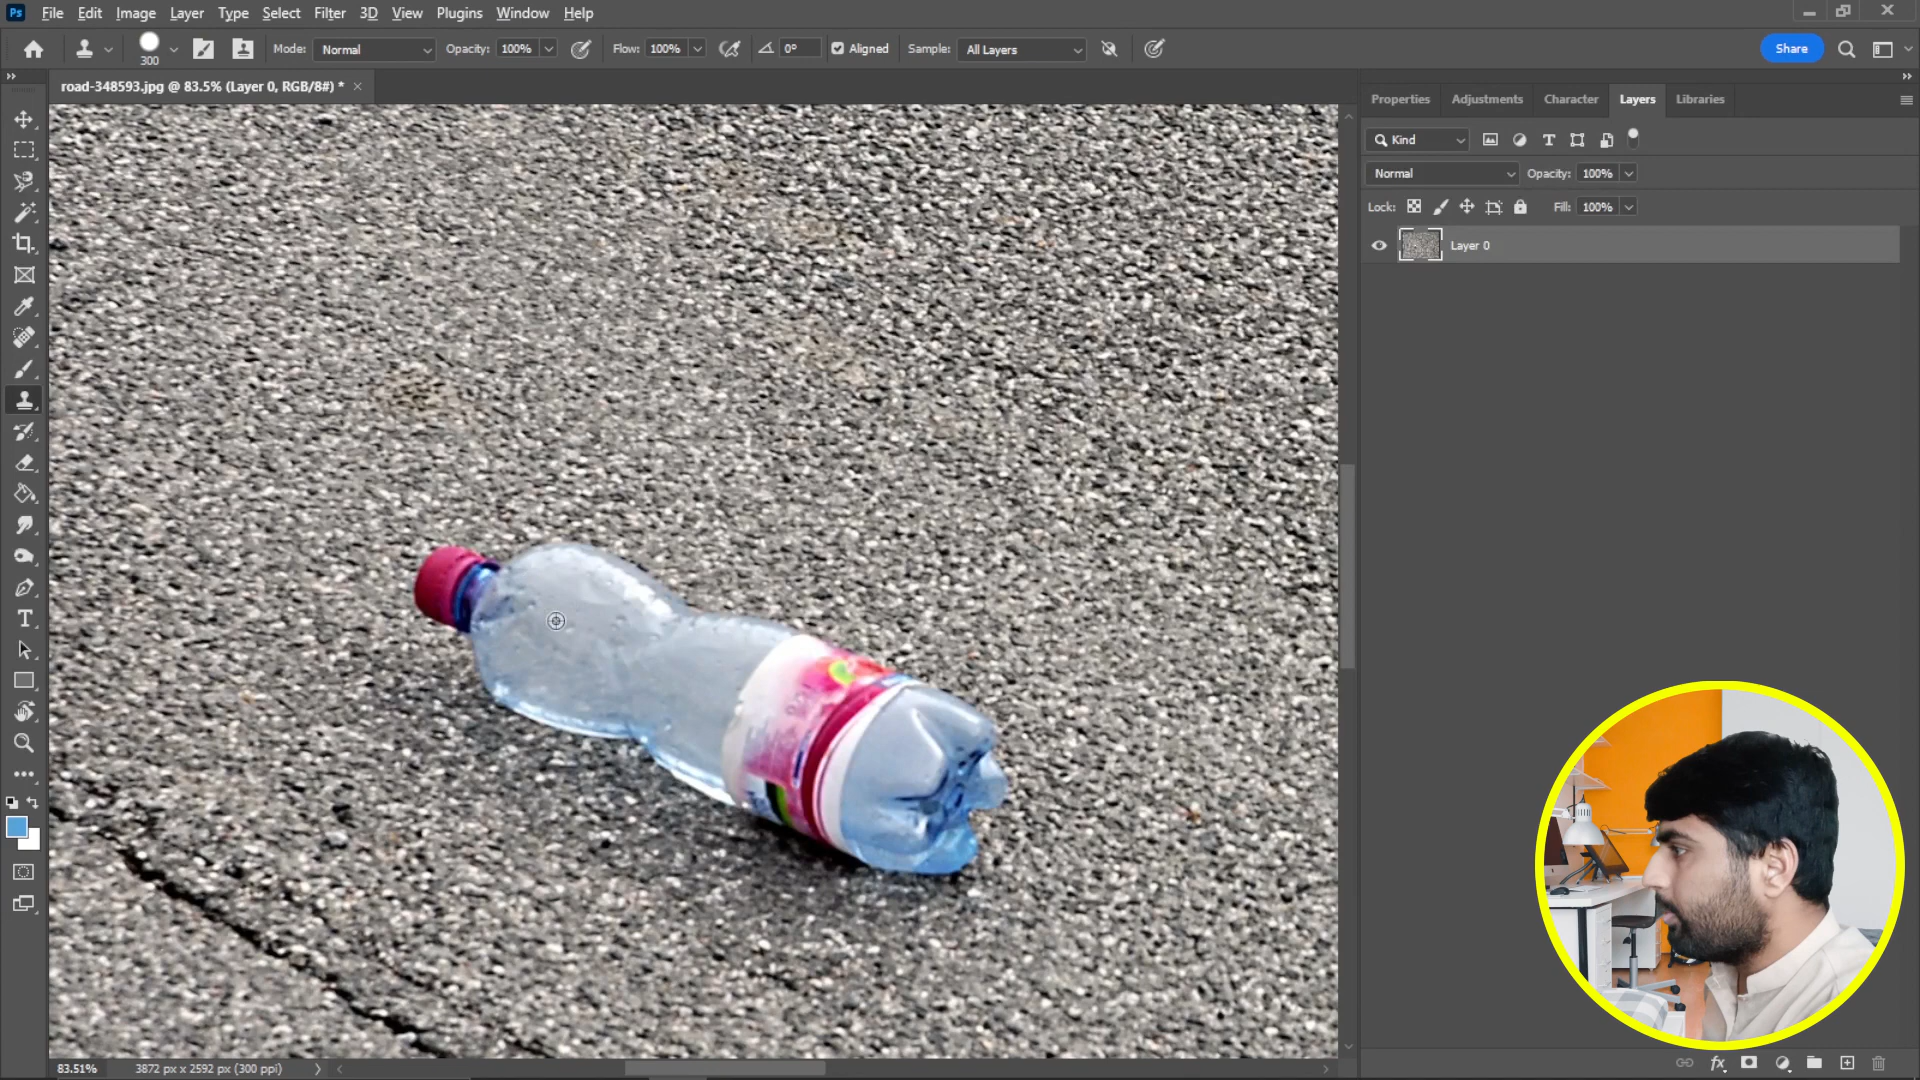 Ps File Edit Image Layer Type Select Filter 3D View Plugins Window Help
300 Mode: Normal Opacity: 100% Flow: 100% 0° Aligned Sample: All Layers Share
road-348593.jpg @ 83.5% (Layer 0, RGB/8#) * ×
Properties Adjustments Character Layers Libraries
Kind
Normal Opacity: 100%
Lock: Fill: 100%
Layer 0
83.51% 3872 px x 2592 px (300 ppi)